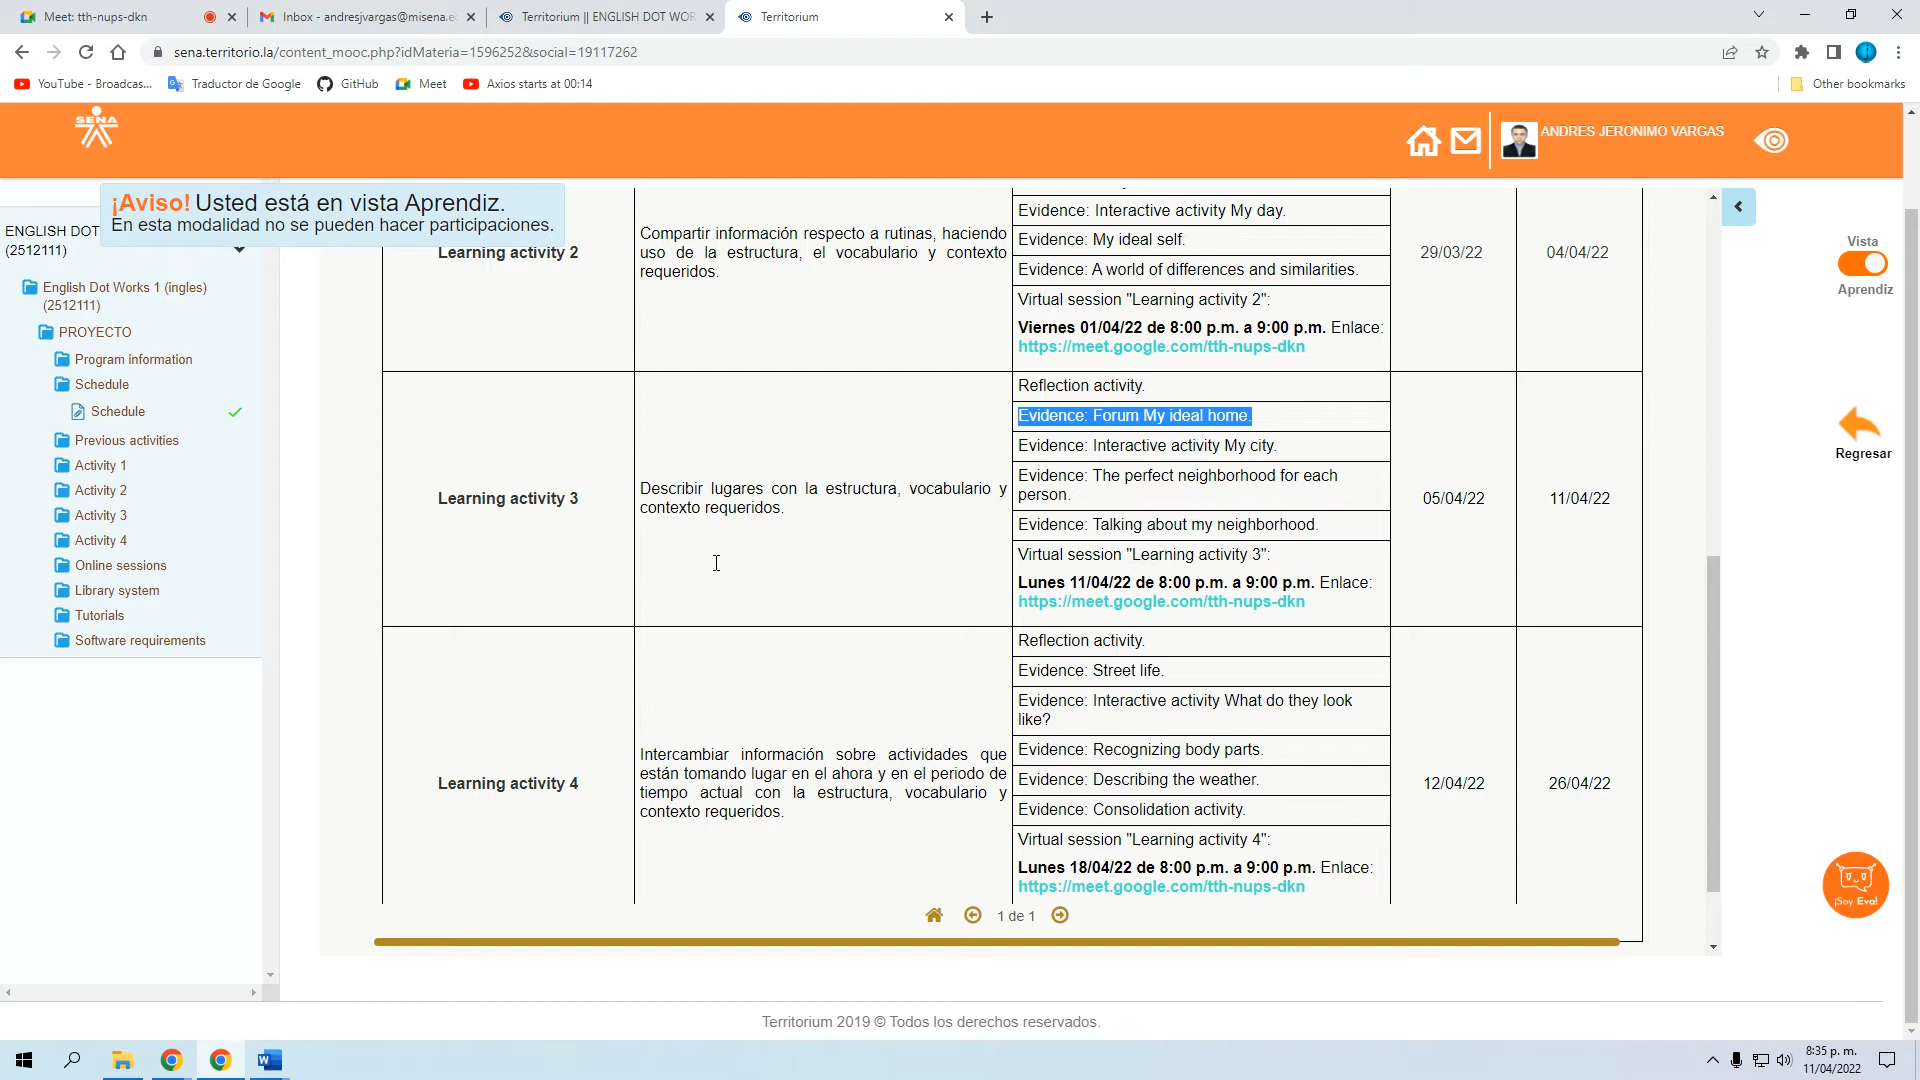 Meet: tth-nups-dkn
Inbox - andresjvargas@misena.ec
Territorium || ENGLISH DOT WOR
Territorium
sena.territorio.la/content_mooc.php?idMateria=1596252&social=19117262
YouTube - Broadcas...
Traductor de Google
GitHub
Meet
Axios starts at 00:14
Other bookmarks
SENA
ANDRES JERONIMO VARGAS
¡Aviso! Usted está en vista Aprendiz.
En esta modalidad no se pueden hacer participaciones.
ENGLISH DOT
(2512111)
English Dot Works 1 (ingles)
(2512111)
PROYECTO
Program information
Schedule
Schedule
Previous activities
Activity 1
Activity 2
Activity 3
Activity 4
Online sessions
Library system
Tutorials
Software requirements
Learning activity 2
Compartir información respecto a rutinas, haciendo
uso de la estructura, el vocabulario y contexto
requeridos.
Evidence: Interactive activity My day.
Evidence: My ideal self.
Evidence: A world of differences and similarities.
Virtual session "Learning activity 2":
Viernes 01/04/22 de 8:00 p.m. a 9:00 p.m. Enlace:
https://meet.google.com/tth-nups-dkn
29/03/22
04/04/22
Learning activity 3
Describir lugares con la estructura, vocabulario y
contexto requeridos.
Reflection activity.
Evidence: Forum My ideal home.
Evidence: Interactive activity My city.
Evidence: The perfect neighborhood for each
person.
Evidence: Talking about my neighborhood.
Virtual session "Learning activity 3":
Lunes 11/04/22 de 8:00 p.m. a 9:00 p.m. Enlace:
https://meet.google.com/tth-nups-dkn
05/04/22
11/04/22
Learning activity 4
Intercambiar información sobre actividades que
están tomando lugar en el ahora y en el periodo de
tiempo actual con la estructura, vocabulario y
contexto requeridos.
Reflection activity.
Evidence: Street life.
Evidence: Interactive activity What do they look
like?
Evidence: Recognizing body parts.
Evidence: Describing the weather.
Evidence: Consolidation activity.
Virtual session "Learning activity 4":
Lunes 18/04/22 de 8:00 p.m. a 9:00 p.m. Enlace:
https://meet.google.com/tth-nups-dkn
12/04/22
26/04/22
1 de 1
Vista
Aprendiz
Regresar
¡Soy Eva!
Territorium 2019 © Todos los derechos reservados.
8:35 p. m.
11/04/2022